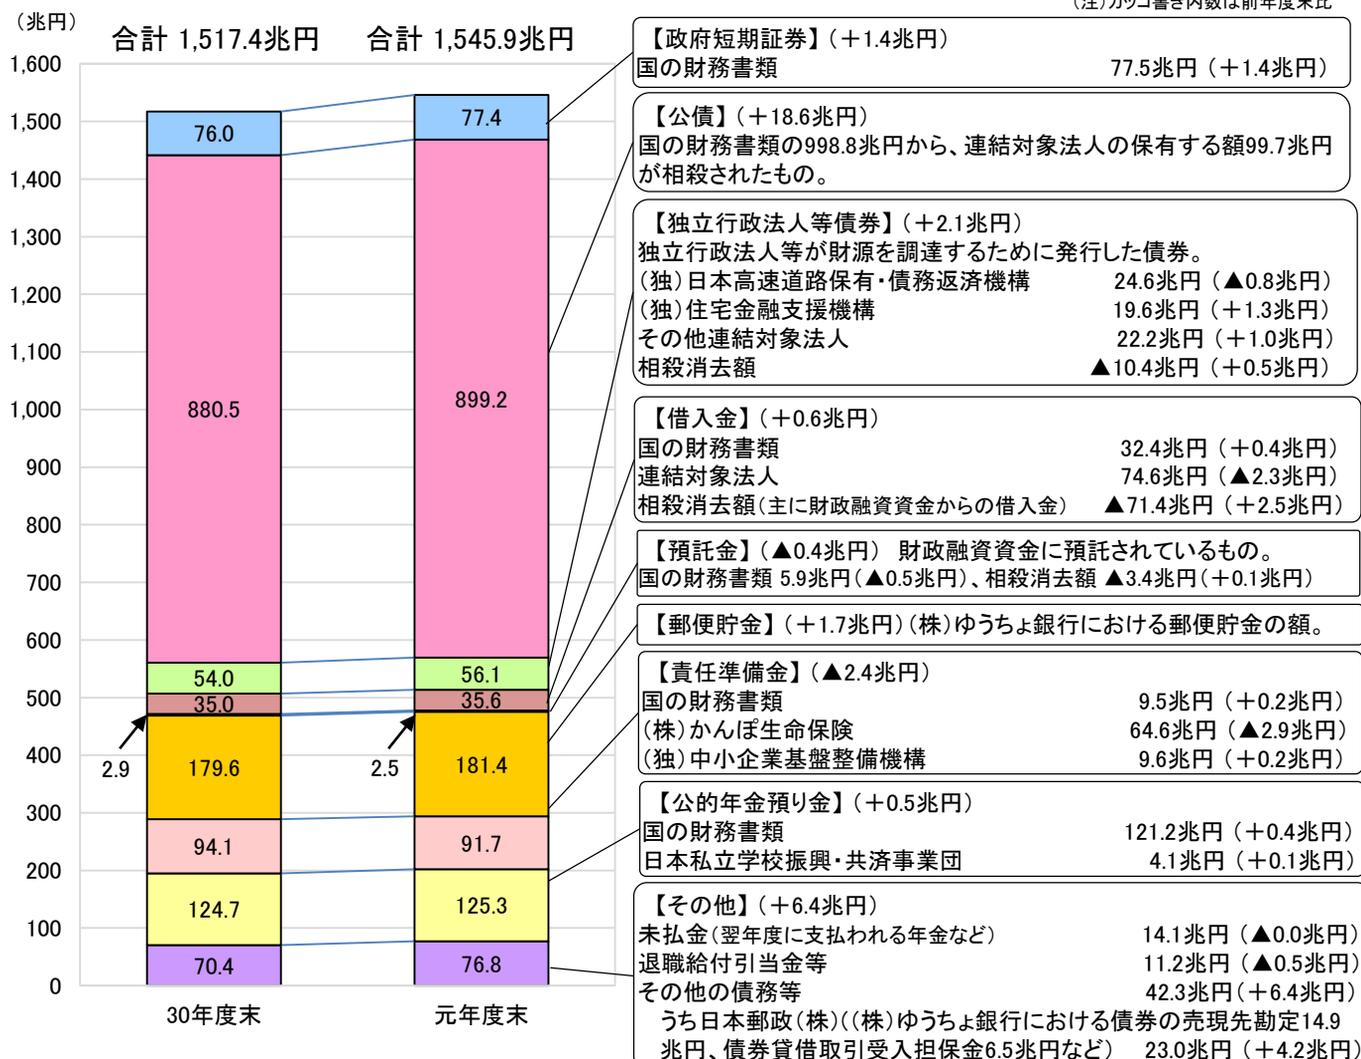 (注)カッコ書き内数は前年度末比
(兆円)
合計 1,517.4兆円
合計 1,545.9兆円
1,600
1,500
1,400
1,300
1,200
1,100
1,000
900
800
700
600
500
400
300
200
100
0
76.0
880.5
54.0
35.0
2.9
179.6
94.1
124.7
70.4
30年度末
77.4
899.2
56.1
35.6
2.5
181.4
91.7
125.3
76.8
元年度末
【政府短期証券】(+1.4兆円)
国の財務書類 77.5兆円(+1.4兆円)
【公債】(+18.6兆円)
国の財務書類の998.8兆円から、連結対象法人の保有する額99.7兆円
が相殺されたもの。
【独立行政法人等債券】(+2.1兆円)
独立行政法人等が財源を調達するために発行した債券。
(独)日本高速道路保有・債務返済機構 24.6兆円(▲0.8兆円)
(独)住宅金融支援機構 19.6兆円(+1.3兆円)
その他連結対象法人 22.2兆円(+1.0兆円)
相殺消去額 ▲10.4兆円(+0.5兆円)
【借入金】(+0.6兆円)
国の財務書類 32.4兆円(+0.4兆円)
連結対象法人 74.6兆円(▲2.3兆円)
相殺消去額(主に財政融資資金からの借入金) ▲71.4兆円(+2.5兆円)
【預託金】(▲0.4兆円) 財政融資資金に預託されているもの。
国の財務書類 5.9兆円(▲0.5兆円)、相殺消去額 ▲3.4兆円(+0.1兆円)
【郵便貯金】(+1.7兆円)(株)ゆうちょ銀行における郵便貯金の額。
【責任準備金】(▲2.4兆円)
国の財務書類 9.5兆円(+0.2兆円)
(株)かんぽ生命保険 64.6兆円(▲2.9兆円)
(独)中小企業基盤整備機構 9.6兆円(+0.2兆円)
【公的年金預り金】(+0.5兆円)
国の財務書類 121.2兆円(+0.4兆円)
日本私立学校振興・共済事業団 4.1兆円(+0.1兆円)
【その他】(+6.4兆円)
未払金(翌年度に支払われる年金など) 14.1兆円(▲0.0兆円)
退職給付引当金等 11.2兆円(▲0.5兆円)
その他の債務等 42.3兆円(+6.4兆円)
うち日本郵政(株)((株)ゆうちょ銀行における債券の売現先勘定14.9
兆円、債券貸借取引受入担保金6.5兆円など) 23.0兆円(+4.2兆円)